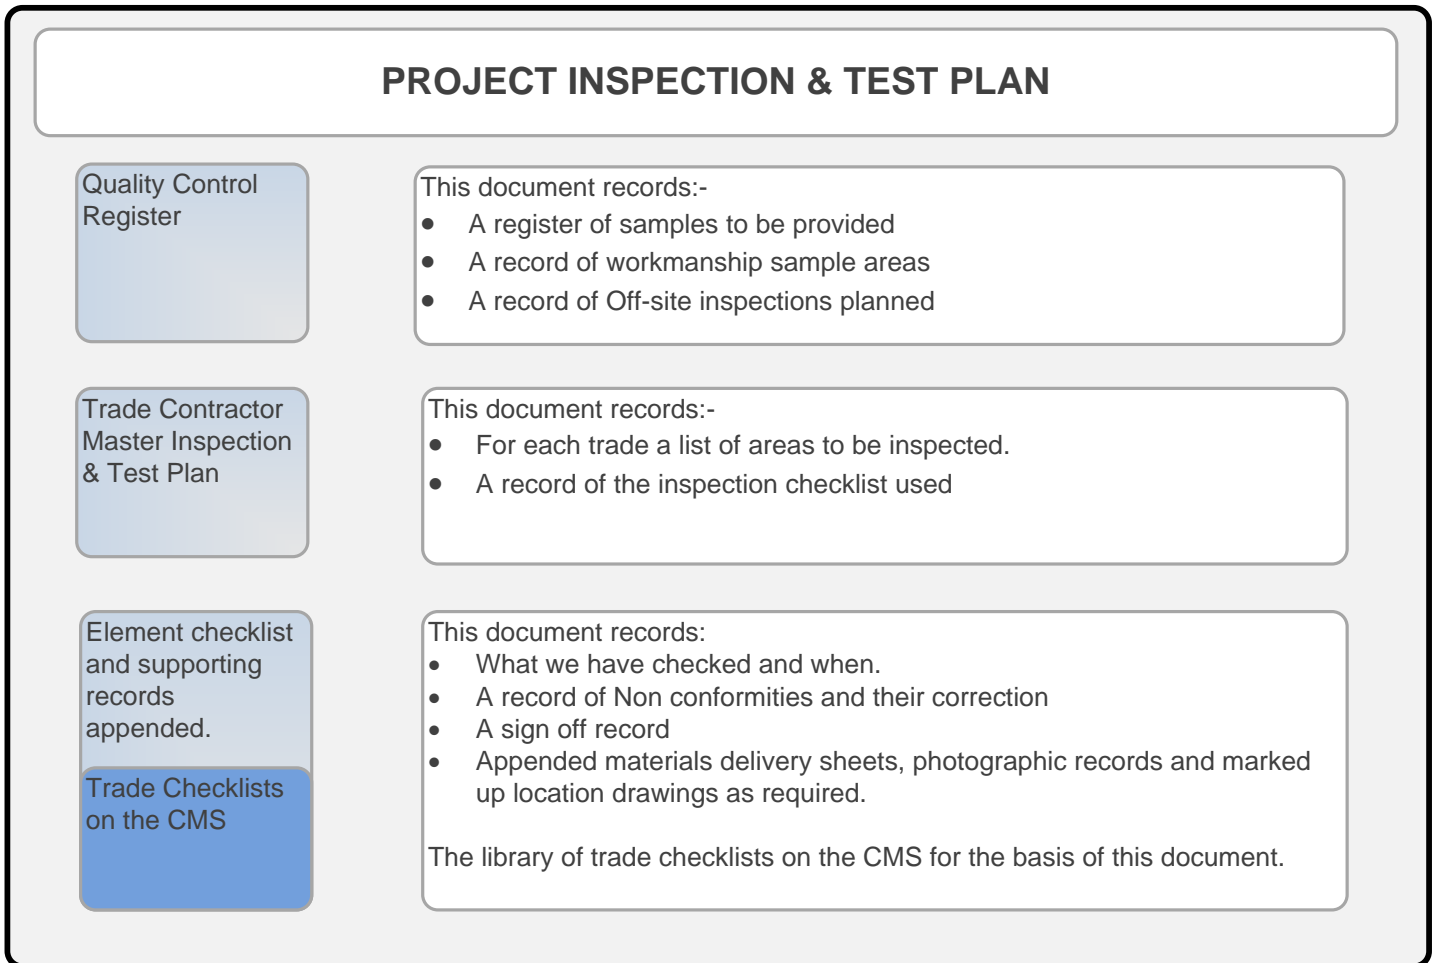 PROJECT INSPECTION & TEST PLAN
Quality Control
Register
This document records:-
• A register of samples to be provided
• A record of workmanship sample areas
• A record of Off-site inspections planned
Trade Contractor
Master Inspection
& Test Plan
This document records:-
• For each trade a list of areas to be inspected.
• A record of the inspection checklist used
Element checklist
and supporting
records
appended.
Trade Checklists
on the CMS
This document records:
• What we have checked and when.
• A record of Non conformities and their correction
• A sign off record
• Appended materials delivery sheets, photographic records and marked
up location drawings as required.
The library of trade checklists on the CMS for the basis of this document.